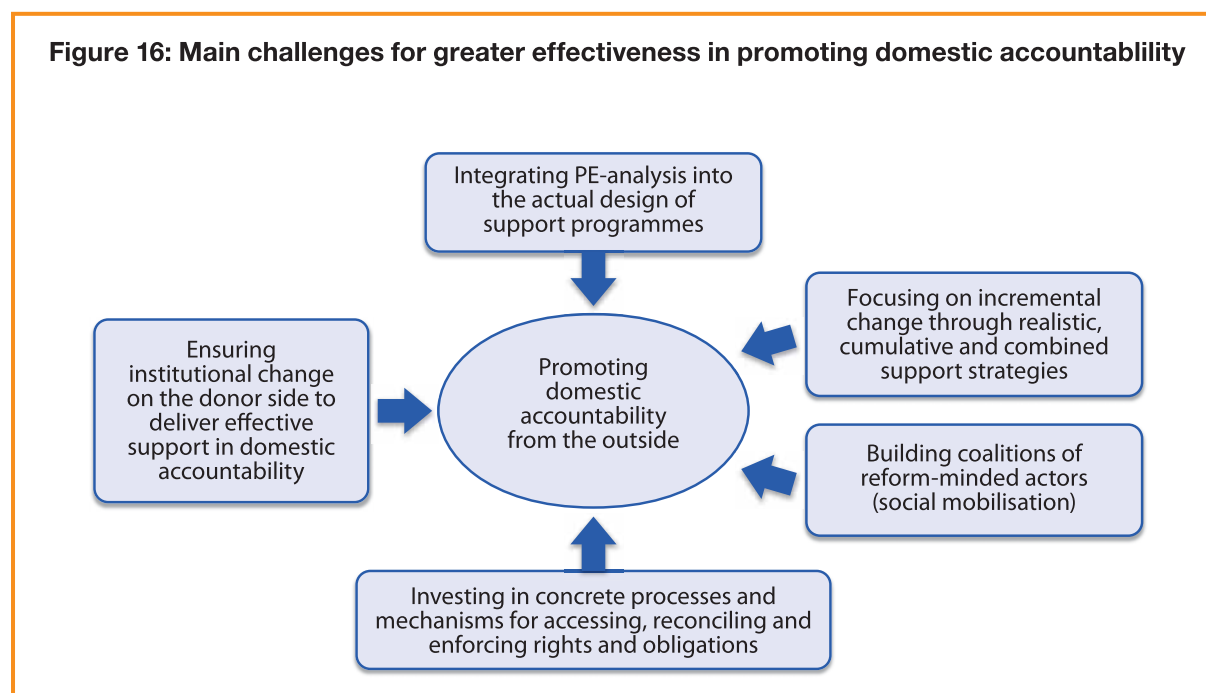 Figure 16: Main challenges for greater effectiveness in promoting domestic accountablility
Integrating PE-analysis into
the actual design of
support programmes
Focusing on incremental
change through realistic,
cumulative and combined
support strategies
Ensuring
institutional change
on the donor side to
deliver effective
support in domestic
accountability
Promoting
domestic
accountability
from the outside
Building coalitions of
reform-minded actors
(social mobilisation)
Investing in concrete processes and
mechanisms for accessing, reconciling and
enforcing rights and obligations